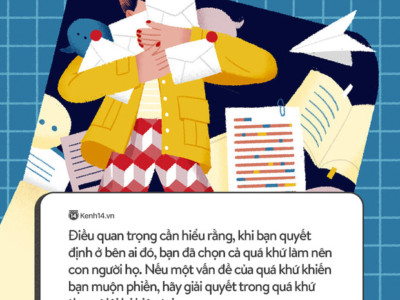 14 Kenh14.vn
Điều quan trọng cần hiểu rằng, khi bạn quyết
định ở bên ai đó, bạn đã chọn cả quá khứ làm nên
con người họ. Nếu một vấn đề của quá khứ khiến
bạn muộn phiền, hãy giải quyết trong quá khứ